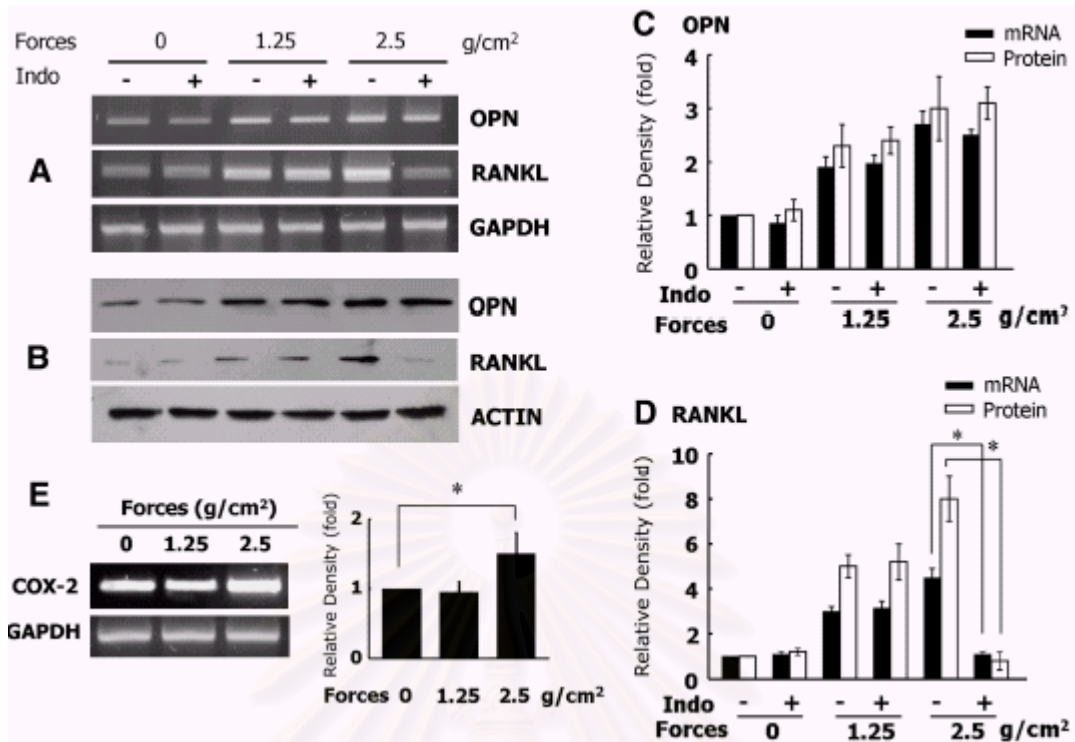 Forces 0 1.25 2.5 g/cm²
Indo - + - + - +
A
OPN
RANKL
GAPDH
B
OPN
RANKL
ACTIN
C OPN
mRNA
Protein
Relative Density (fold)
4
3
2
1
0
Indo - + - + - +
Forces 0 1.25 2.5 g/cm²
D RANKL
mRNA
Protein
* *
Relative Density (fold)
10
8
6
4
2
0
Indo - + - + - +
Forces 0 1.25 2.5 g/cm²
E
Forces (g/cm²)
0 1.25 2.5
COX-2
GAPDH
*
Relative Density (fold)
2
1
0
Forces 0 1.25 2.5 g/cm²